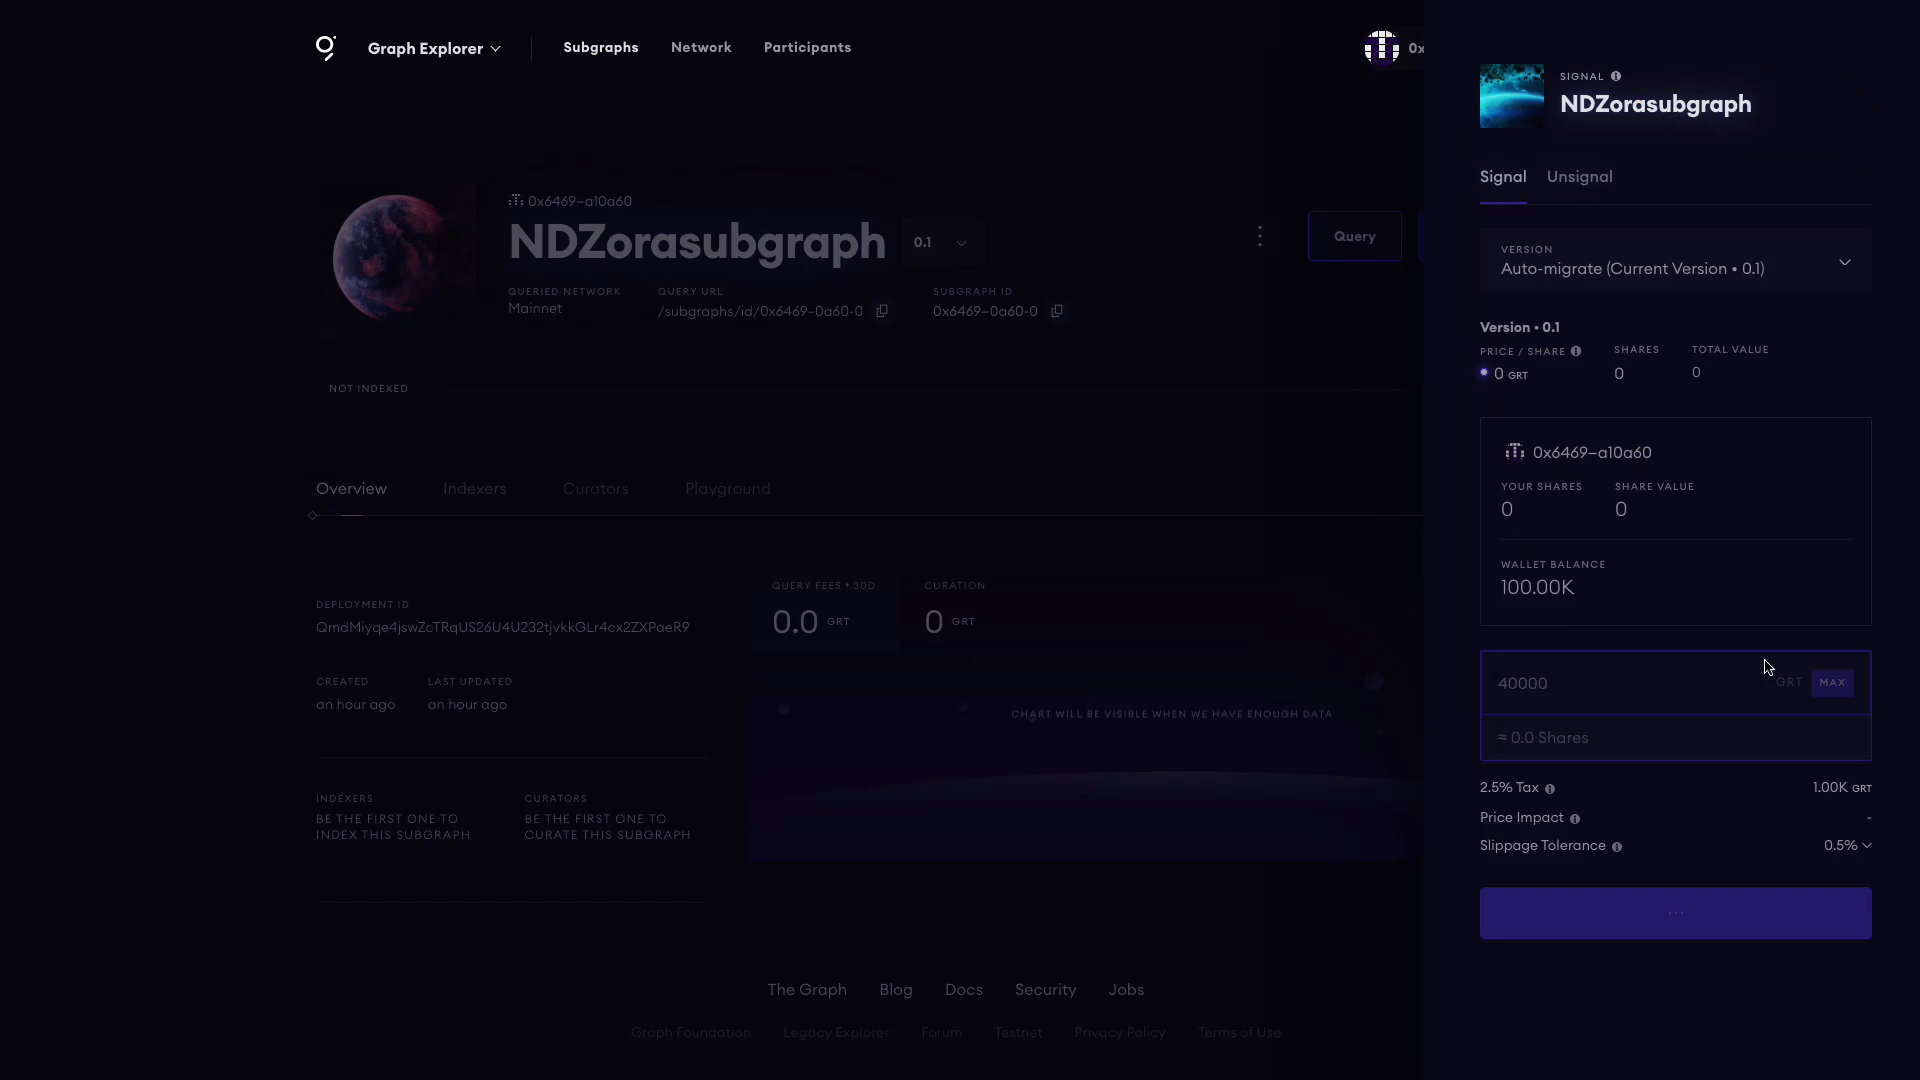 Graph Explorer
Subgraphs
Network
Participants
0x
0x6469–a10a60
NDZorasubgraph
0.1
Query
QUERIED NETWORK
Mainnet
QUERY URL
/subgraphs/id/0x6469–0a60-0
SUBGRAPH ID
0x6469–0a60-0
NOT INDEXED
Overview
Indexers
Curators
Playground
DEPLOYMENT ID
QmdMiyqe4jswZcTRqUS26U4U232tjvkkGLr4cx2ZXPaeR9
CREATED
an hour ago
LAST UPDATED
an hour ago
INDEXERS
BE THE FIRST ONE TO
INDEX THIS SUBGRAPH
CURATORS
BE THE FIRST ONE TO
CURATE THIS SUBGRAPH
QUERY FEES • 30D
0.0 GRT
CURATION
0 GRT
CHART WILL BE VISIBLE WHEN WE HAVE ENOUGH DATA
The Graph
Blog
Docs
Security
Jobs
Graph Foundation
Legacy Explorer
Forum
Testnet
Privacy Policy
Terms of Use
SIGNAL
NDZorasubgraph
Signal
Unsignal
VERSION
Auto-migrate (Current Version • 0.1)
Version • 0.1
PRICE / SHARE
0 GRT
SHARES
0
TOTAL VALUE
0
0x6469–a10a60
YOUR SHARES
0
SHARE VALUE
0
WALLET BALANCE
100.00K
40000
GRT
MAX
≈ 0.0 Shares
2.5% Tax
1.00K GRT
Price Impact
-
Slippage Tolerance
0.5%
...